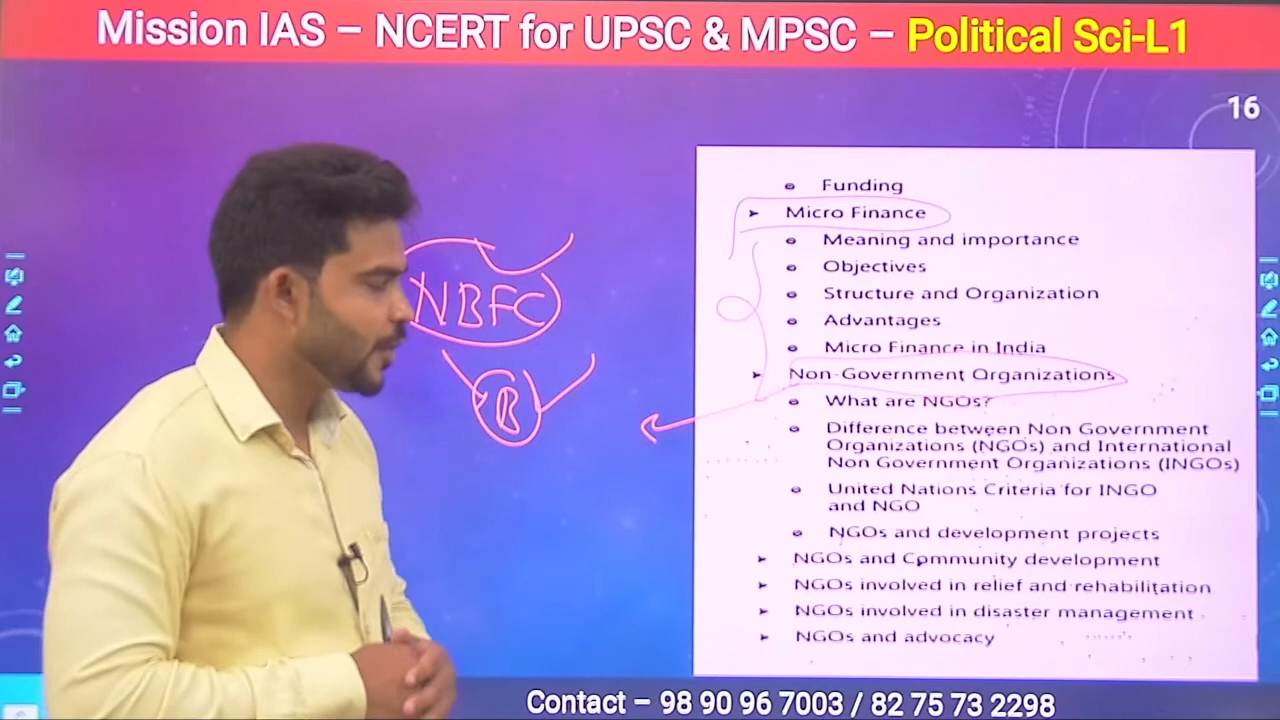 Mission IAS – NCERT for UPSC & MPSC – Political Sci-L1
16
Funding
Micro Finance
Meaning and importance
Objectives
Structure and Organization
Advantages
Micro Finance in India
Non-Government Organizations
What are NGOs?
Difference between Non Government
Organizations (NGOs) and International
Non Government Organizations (INGOs)
United Nations Criteria for INGO
and NGO
NGOs and development projects
NGOs and Community development
NGOs involved in relief and rehabilitation
NGOs involved in disaster management
NGOs and advocacy
NBFC
B
Contact – 98 90 96 7003 / 82 75 73 2298